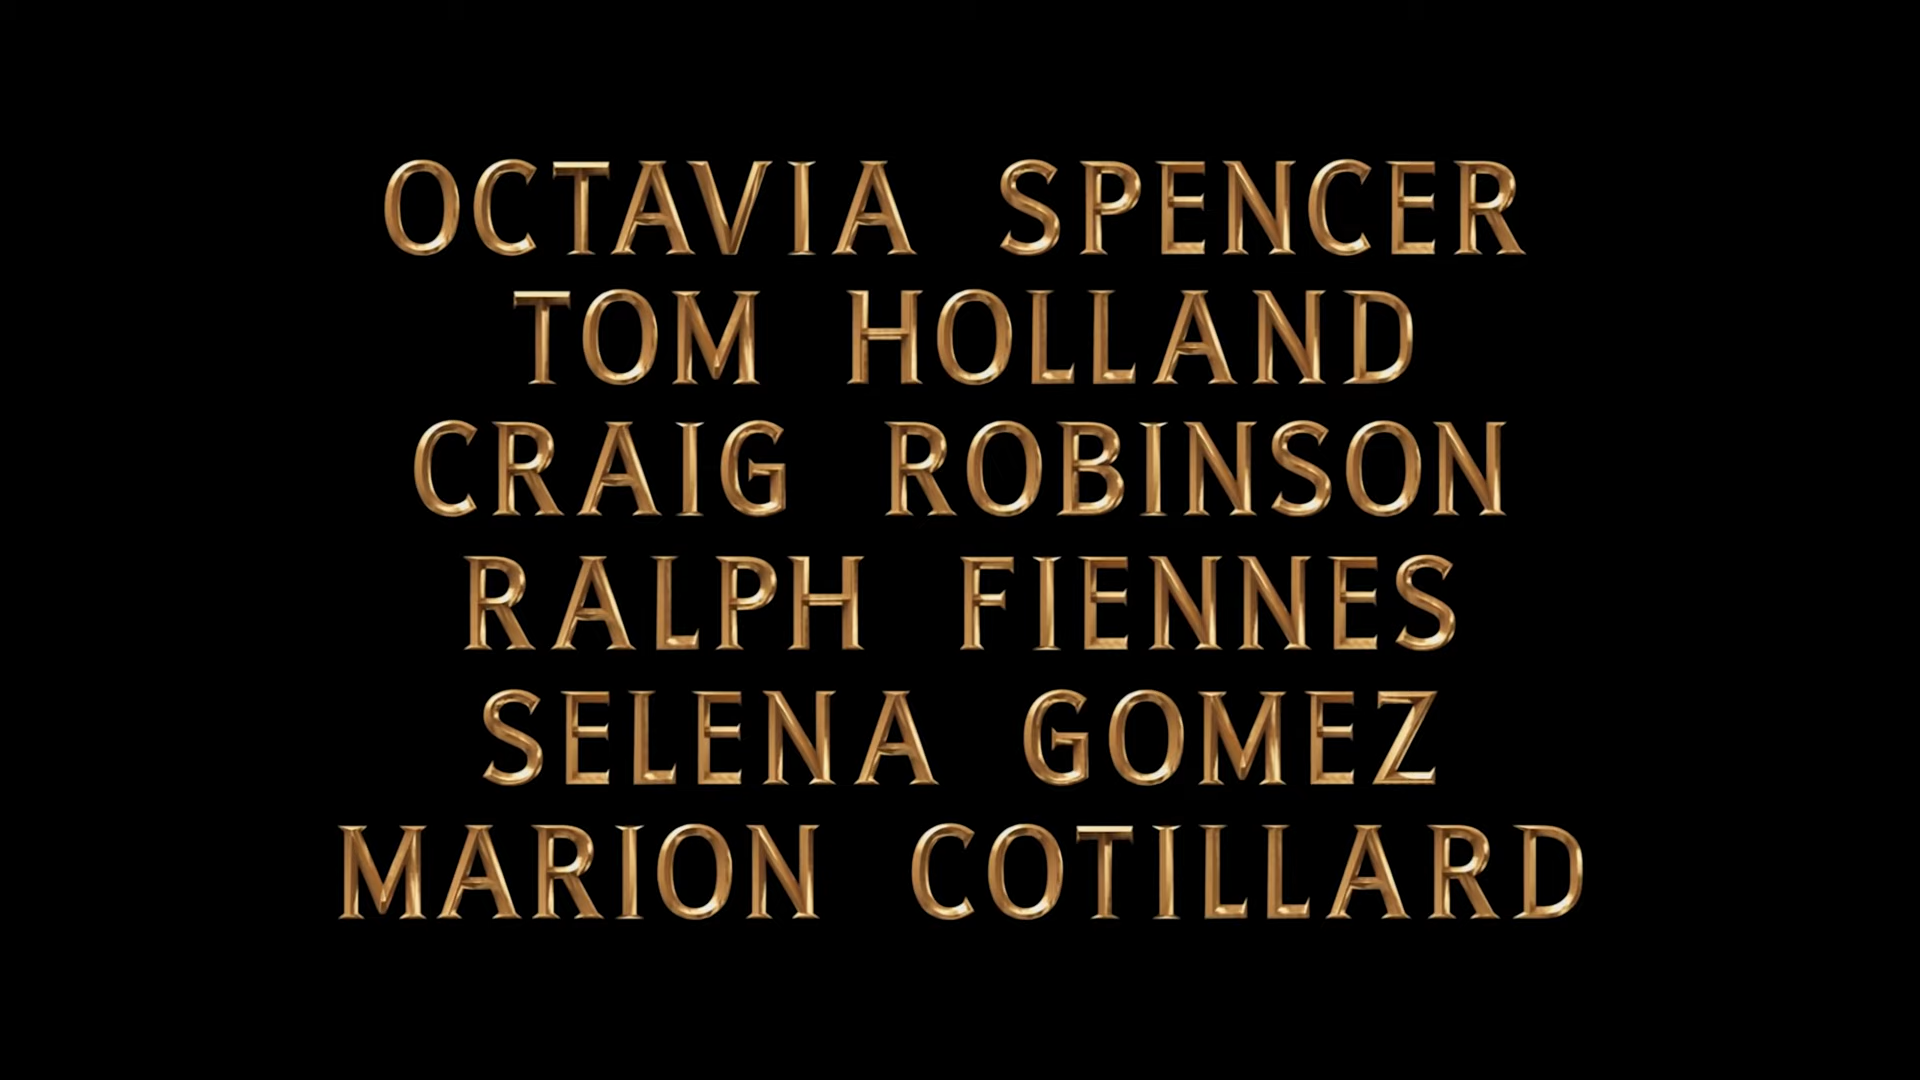 OCTAVIA SPENCER
TOM HOLLAND
CRAIG ROBINSON
RALPH FIENNES
SELENA GOMEZ
MARION COTILLARD